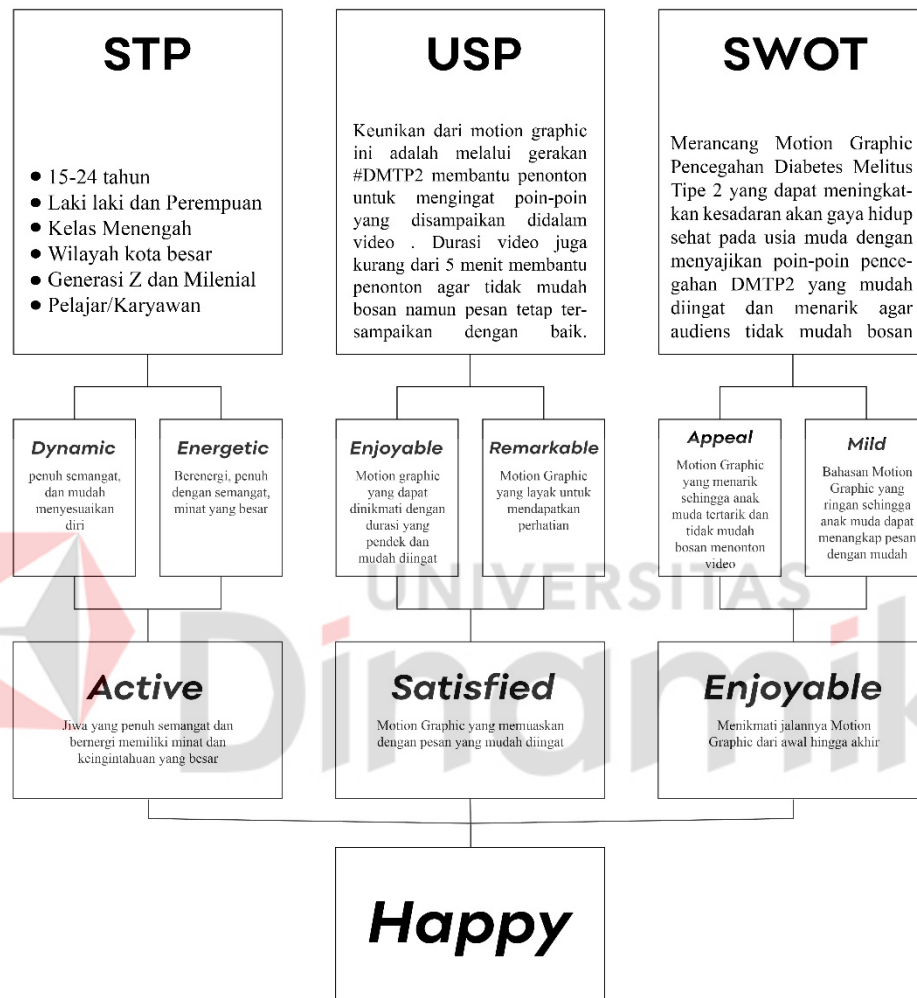 STP
15-24 tahun
Laki laki dan Perempuan
Kelas Menengah
Wilayah kota besar
Generasi Z dan Milenial
Pelajar/Karyawan
USP
Keunikan dari motion graphic
ini adalah melalui gerakan
#DMTP2 membantu penonton
untuk mengingat poin-poin
yang disampaikan didalam
video . Durasi video juga
kurang dari 5 menit membantu
penonton agar tidak mudah
bosan namun pesan tetap ter-
sampaikan dengan baik.
SWOT
Merancang Motion Graphic
Pencegahan Diabetes Melitus
Tipe 2 yang dapat meningkat-
kan kesadaran akan gaya hidup
sehat pada usia muda dengan
menyajikan poin-poin pence-
gahan DMTP2 yang mudah
diingat dan menarik agar
audiens tidak mudah bosan
Dynamic
penuh semangat,
dan mudah
menyesuaikan
diri
Energetic
Berenergi, penuh
dengan semangat,
minat yang besar
Enjoyable
Motion graphic
yang dapat
dinikmati dengan
durasi yang
pendek dan
mudah diingat
Remarkable
Motion Graphic
yang layak untuk
mendapatkan
perhatian
Appeal
Motion Graphic
yang menarik
sehingga anak
muda tertarik dan
tidak mudah
bosan menonton
video
Mild
Bahasan Motion
Graphic yang
ringan sehingga
anak muda dapat
menangkap pesan
dengan mudah
UNIVERSITAS
Dinamik
Active
Jiwa yang penuh semangat dan
bernergi memiliki minat dan
keingintahuan yang besar
Satisfied
Motion Graphic yang memuaskan
dengan pesan yang mudah diingat
Enjoyable
Menikmati jalannya Motion
Graphic dari awal hingga akhir
Happy